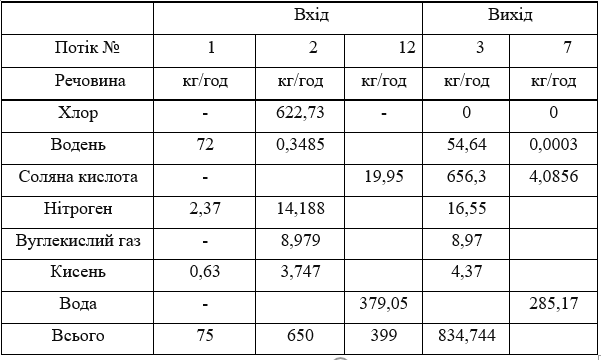 Вхід Вихід
Потік № 1 2 12 3 7
Речовина кг/год кг/год кг/год кг/год кг/год
Хлор - 622,73 - 0 0
Водень 72 0,3485 54,64 0,0003
Соляна кислота - 19,95 656,3 4,0856
Нітроген 2,37 14,188 16,55
Вуглекислий газ - 8,979 8,97
Кисень 0,63 3,747 4,37
Вода - 379,05 285,17
Всього 75 650 399 834,744